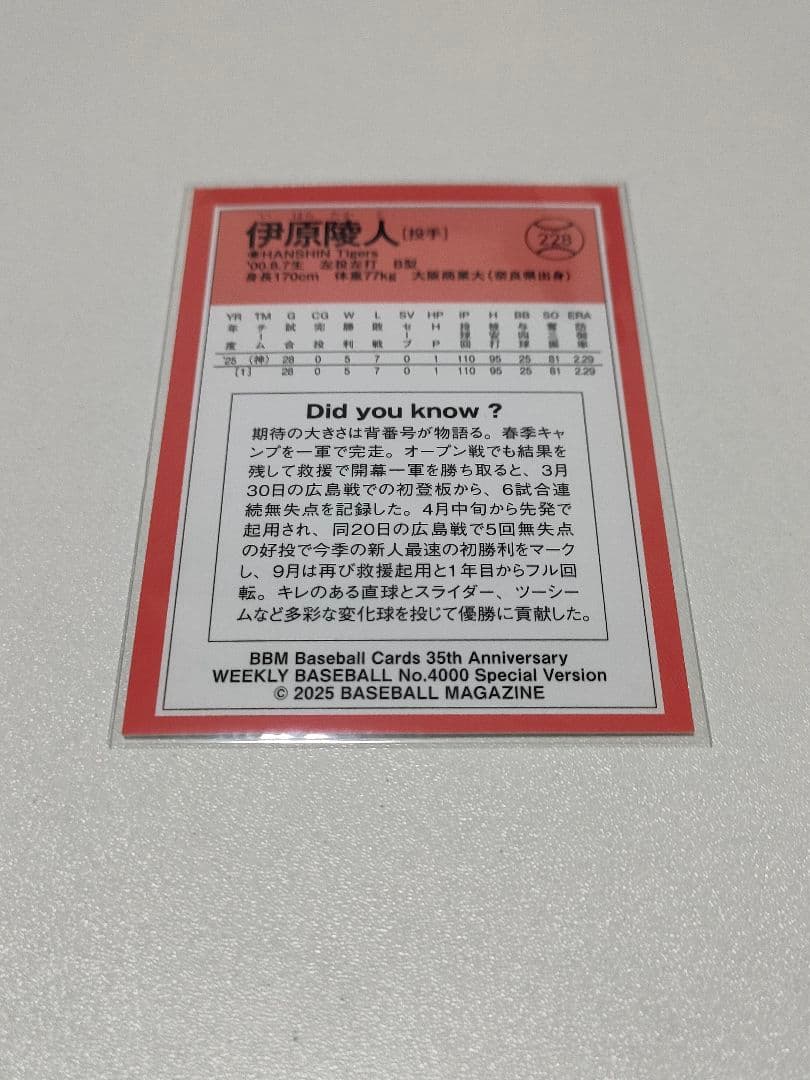 い はら たか と
伊原陵人 [投手]
228
HANSHIN Tigers
'00.8.7生 左投左打 B型
身長170cm 体重77kg 大阪商業大(奈良県出身)
YR TM G CG W L SV HP IP H BB SO ERA
年度 チーム 試合 完投 勝利 敗戦 セーブ HP 投球回 被安打 与四球 奪三振 防御率
'25 (神) 28 0 5 7 0 1 110 95 25 81 2.29
[1] 28 0 5 7 0 1 110 95 25 81 2.29
Did you know ?
期待の大きさは背番号が物語る。春季キャ
ンプを一軍で完走。オープン戦でも結果を
残して救援で開幕一軍を勝ち取ると、3月
30日の広島戦での初登板から、6試合連
続無失点を記録した。4月中旬から先発で
起用され、同20日の広島戦で5回無失点
の好投で今季の新人最速の初勝利をマーク
し、9月は再び救援起用と1年目からフル回
転。キレのある直球とスライダー、ツーシー
ムなど多彩な変化球を投じて優勝に貢献した。
BBM Baseball Cards 35th Anniversary
WEEKLY BASEBALL No.4000 Special Version
© 2025 BASEBALL MAGAZINE